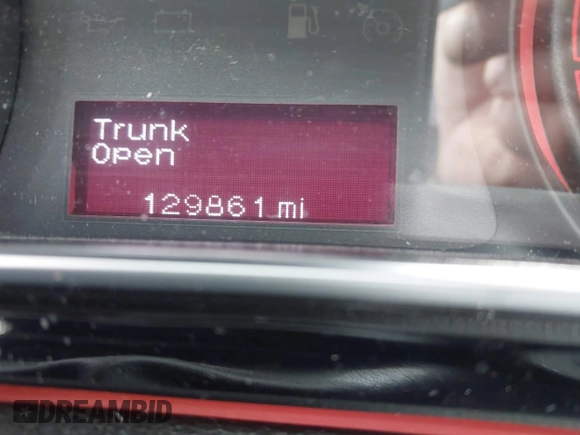 Trunk
Open
129861 mi
DREAMBID